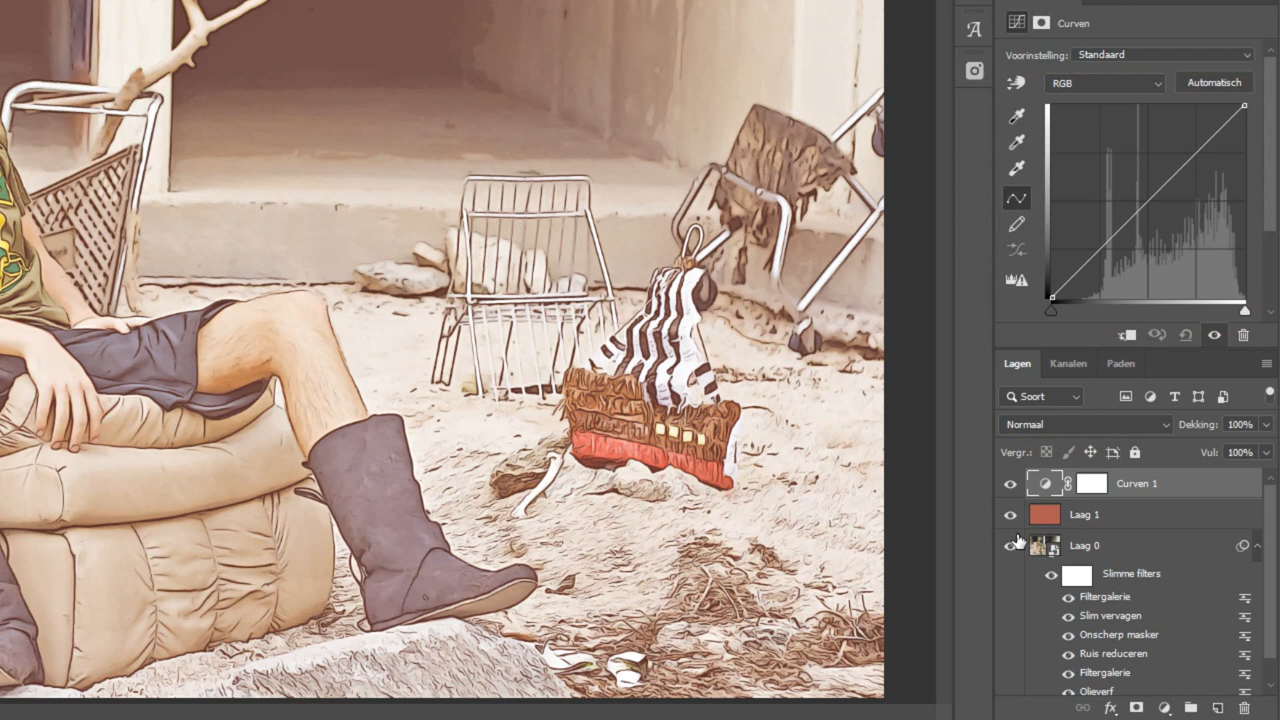 Curven
Voorinstelling: Standaard
RGB Automatisch
Lagen Kanalen Paden
Soort
Normaal Dekking: 100%
Vergr.: Vul: 100%
Curven 1
Laag 1
Laag 0
Slimme filters
Filtergalerie
Slim vervagen
Onscherp masker
Ruis reduceren
Filtergalerie
Olieverf